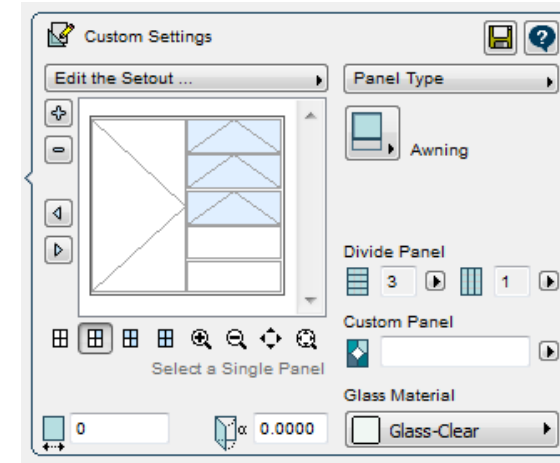 Custom Settings
Edit the Setout ...
Panel Type
Awning
Divide Panel
3
1
Custom Panel
Select a Single Panel
Glass Material
0
α 0.0000
Glass-Clear